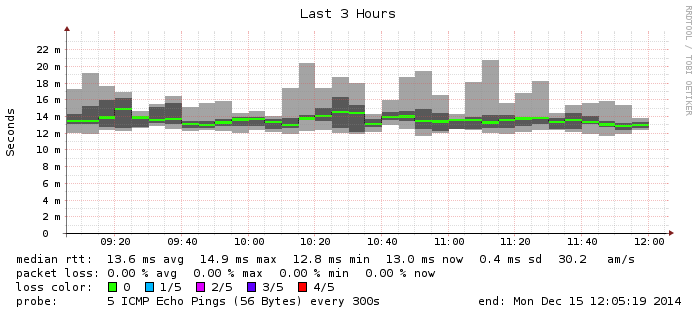 Last 3 Hours
RRDTOOL / TOBI OETIKER
Seconds
22 m
20 m
18 m
16 m
14 m
12 m
10 m
8 m
6 m
4 m
2 m
0
09:20 09:40 10:00 10:20 10:40 11:00 11:20 11:40 12:00
median rtt: 13.6 ms avg 14.9 ms max 12.8 ms min 13.0 ms now 0.4 ms sd 30.2 am/s
packet loss: 0.00 % avg 0.00 % max 0.00 % min 0.00 % now
loss color: 0 1/5 2/5 3/5 4/5
probe: 5 ICMP Echo Pings (56 Bytes) every 300s end: Mon Dec 15 12:05:19 2014